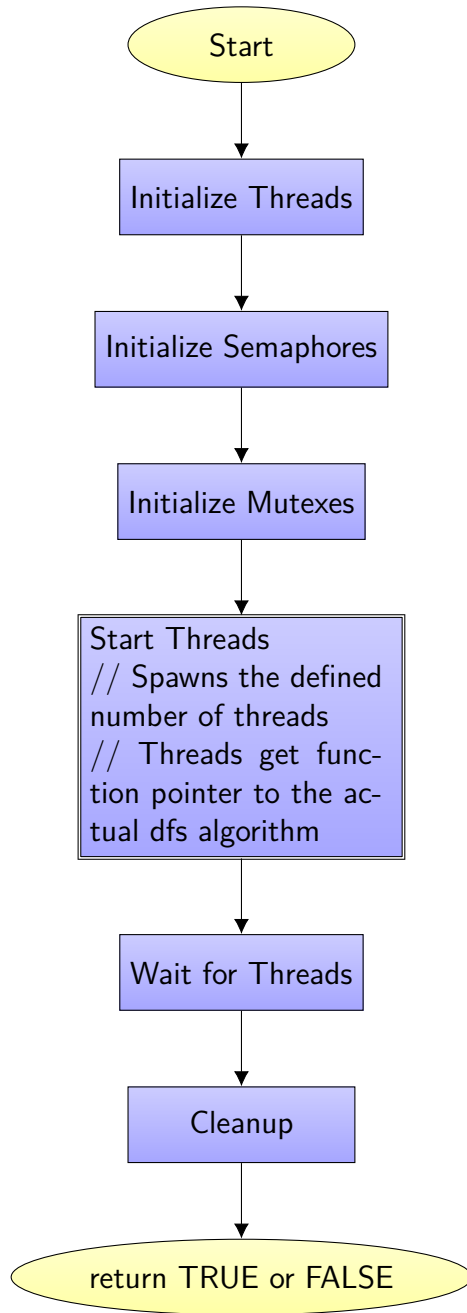 Start
Initialize Threads
Initialize Semaphores
Initialize Mutexes
Start Threads
// Spawns the defined
number of threads
// Threads get func-
tion pointer to the ac-
tual dfs algorithm
Wait for Threads
Cleanup
return TRUE or FALSE